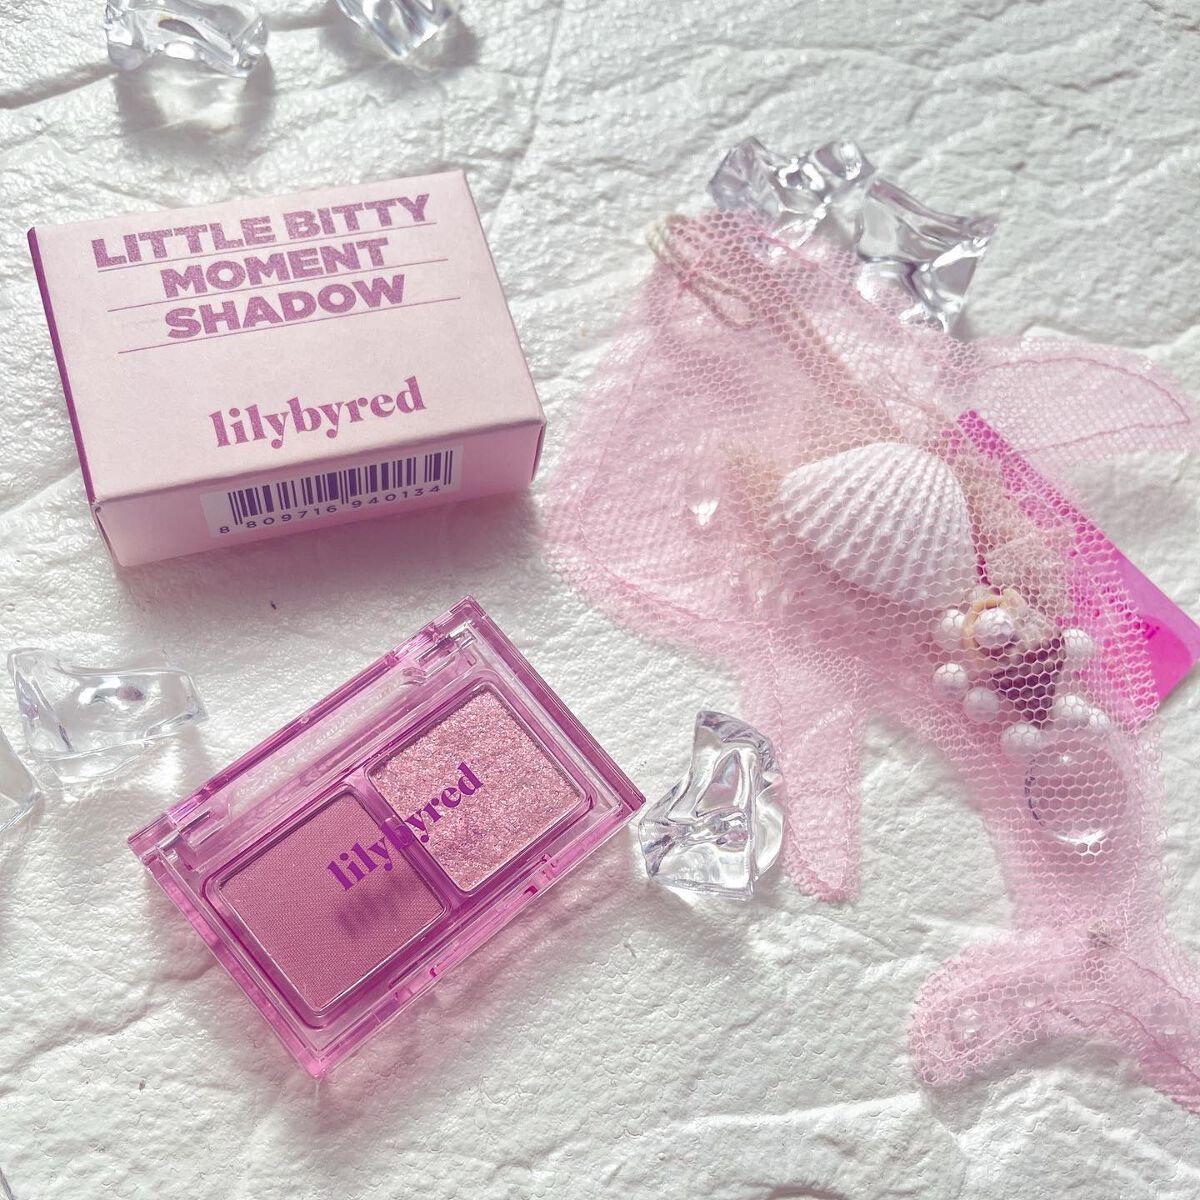 LITTLE BITTY
MOMENT
SHADOW
lilybyred
8 809716 940134
lilybyred